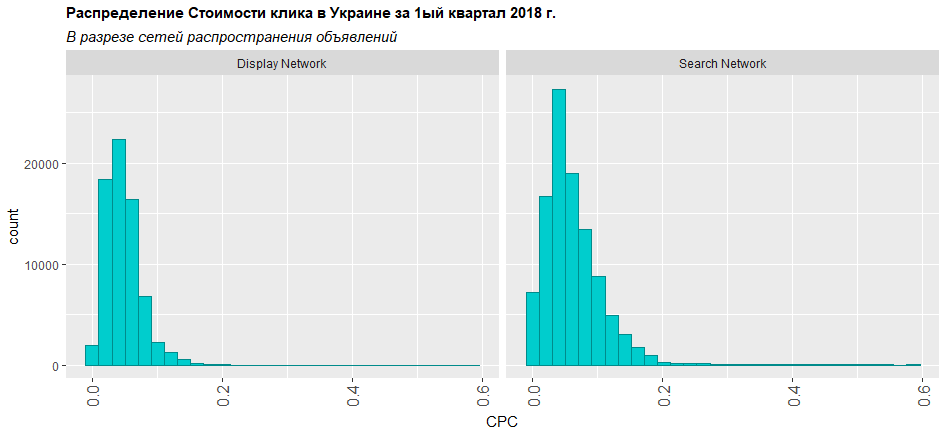 Распределение Стоимости клика в Украине за 1ый квартал 2018 г.
В разрезе сетей распространения объявлений
Display Network
Search Network
count
20000
10000
0
0.0
0.2
0.4
0.6
0.0
0.2
0.4
0.6
CPC